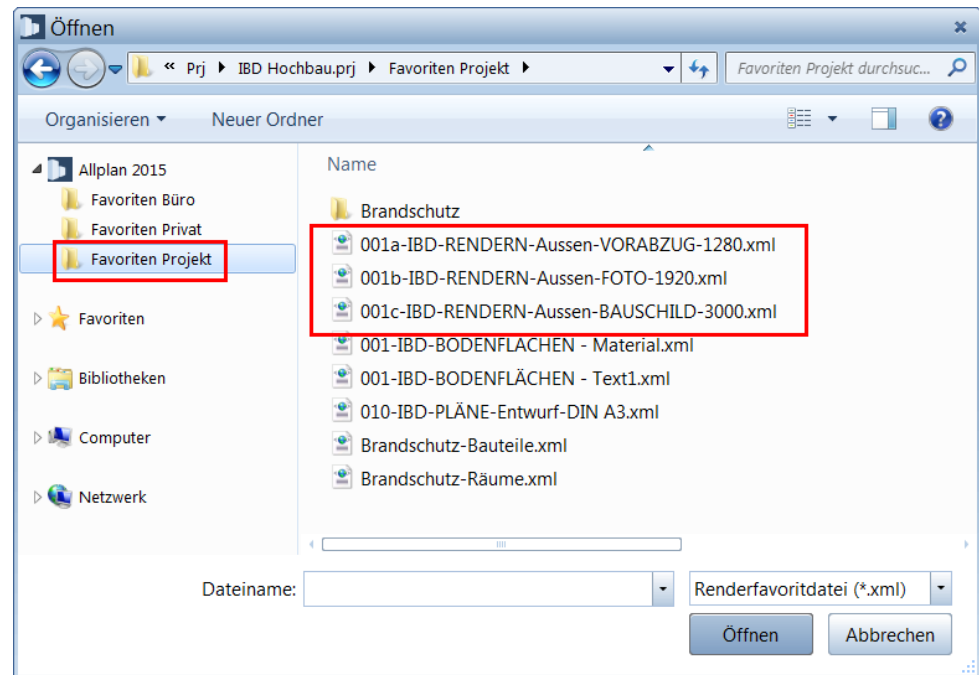 Öffnen
« Prj ▸ IBD Hochbau.prj ▸ Favoriten Projekt ▸
Favoriten Projekt durchsuc...
Organisieren
Neuer Ordner
Allplan 2015
Favoriten Büro
Favoriten Privat
Favoriten Projekt
Favoriten
Bibliotheken
Computer
Netzwerk
Name
Brandschutz
001a-IBD-RENDERN-Aussen-VORABZUG-1280.xml
001b-IBD-RENDERN-Aussen-FOTO-1920.xml
001c-IBD-RENDERN-Aussen-BAUSCHILD-3000.xml
001-IBD-BODENFLÄCHEN - Material.xml
001-IBD-BODENFLÄCHEN - Text1.xml
010-IBD-PLÄNE-Entwurf-DIN A3.xml
Brandschutz-Bauteile.xml
Brandschutz-Räume.xml
Dateiname:
Renderfavoritdatei (*.xml)
Öffnen
Abbrechen